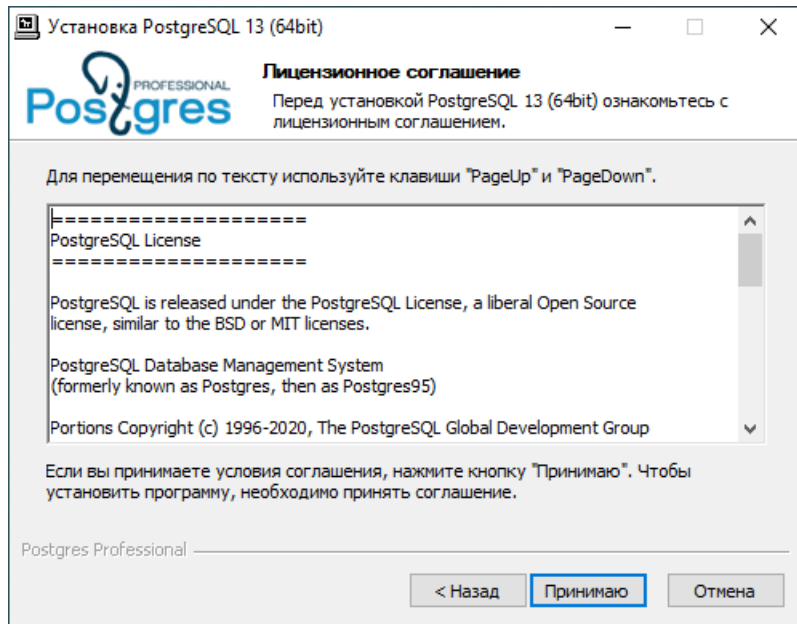 Установка PostgreSQL 13 (64bit)
PROFESSIONAL
Postgres
Лицензионное соглашение
Перед установкой PostgreSQL 13 (64bit) ознакомьтесь с
лицензионным соглашением.
Для перемещения по тексту используйте клавиши "PageUp" и "PageDown".
=====================
PostgreSQL License
=====================
PostgreSQL is released under the PostgreSQL License, a liberal Open Source
license, similar to the BSD or MIT licenses.
PostgreSQL Database Management System
(formerly known as Postgres, then as Postgres95)
Portions Copyright (c) 1996-2020, The PostgreSQL Global Development Group
Если вы принимаете условия соглашения, нажмите кнопку "Принимаю". Чтобы
установить программу, необходимо принять соглашение.
Postgres Professional
< Назад Принимаю Отмена